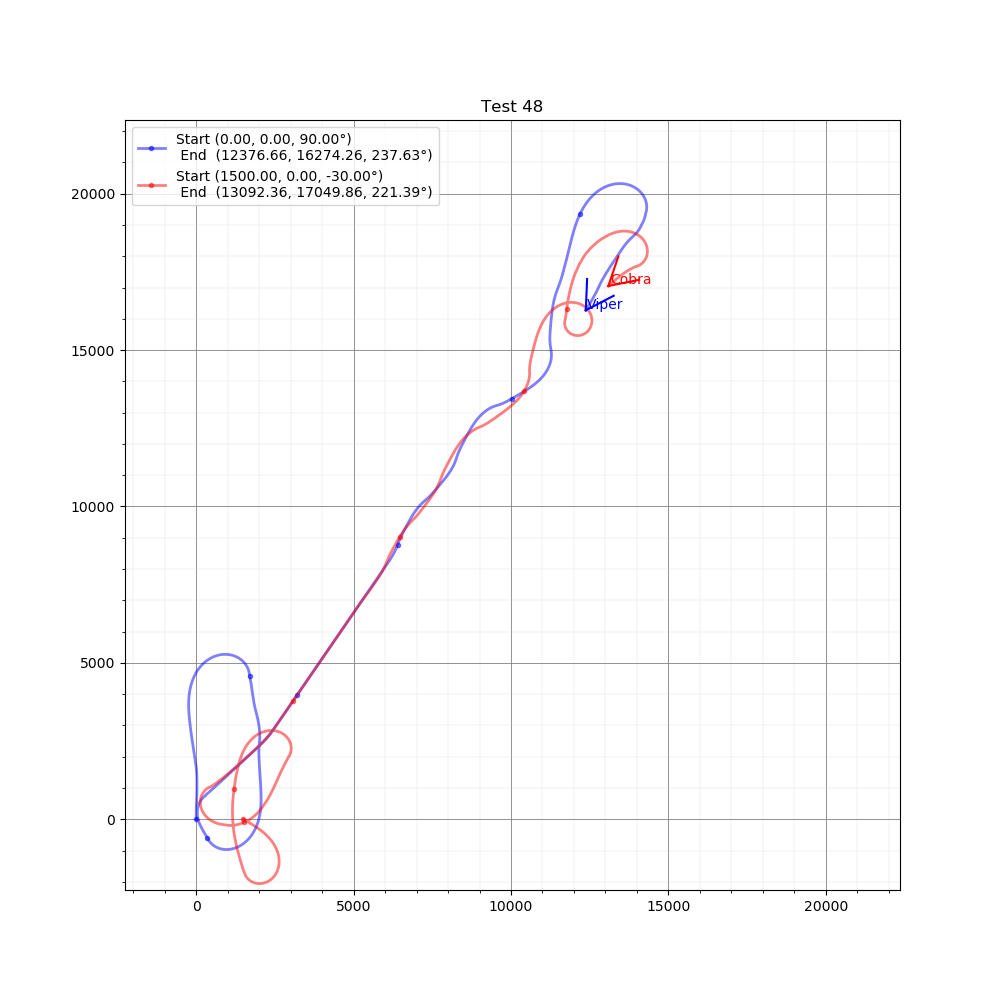 Test 48
Start (0.00, 0.00, 90.00°)
End (12376.66, 16274.26, 237.63°)
Start (1500.00, 0.00, -30.00°)
End (13092.36, 17049.86, 221.39°)
20000
15000
10000
5000
0
Cobra
Viper
0 5000 10000 15000 20000